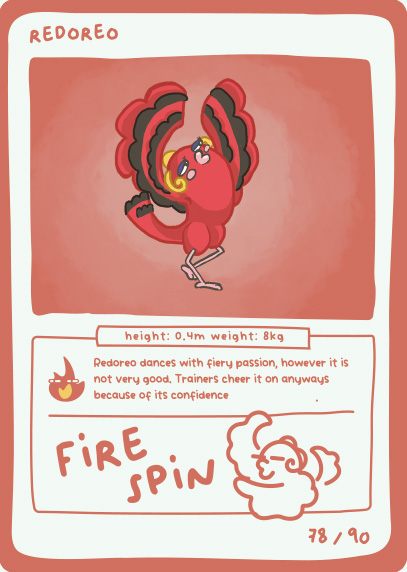 REDOREO
height: 0.4m weight: 8kg
Redoreo dances with fiery passion, however it is
not very good. Trainers cheer it on anyways
because of its confidence
FiRE
SPiN
78 / 90